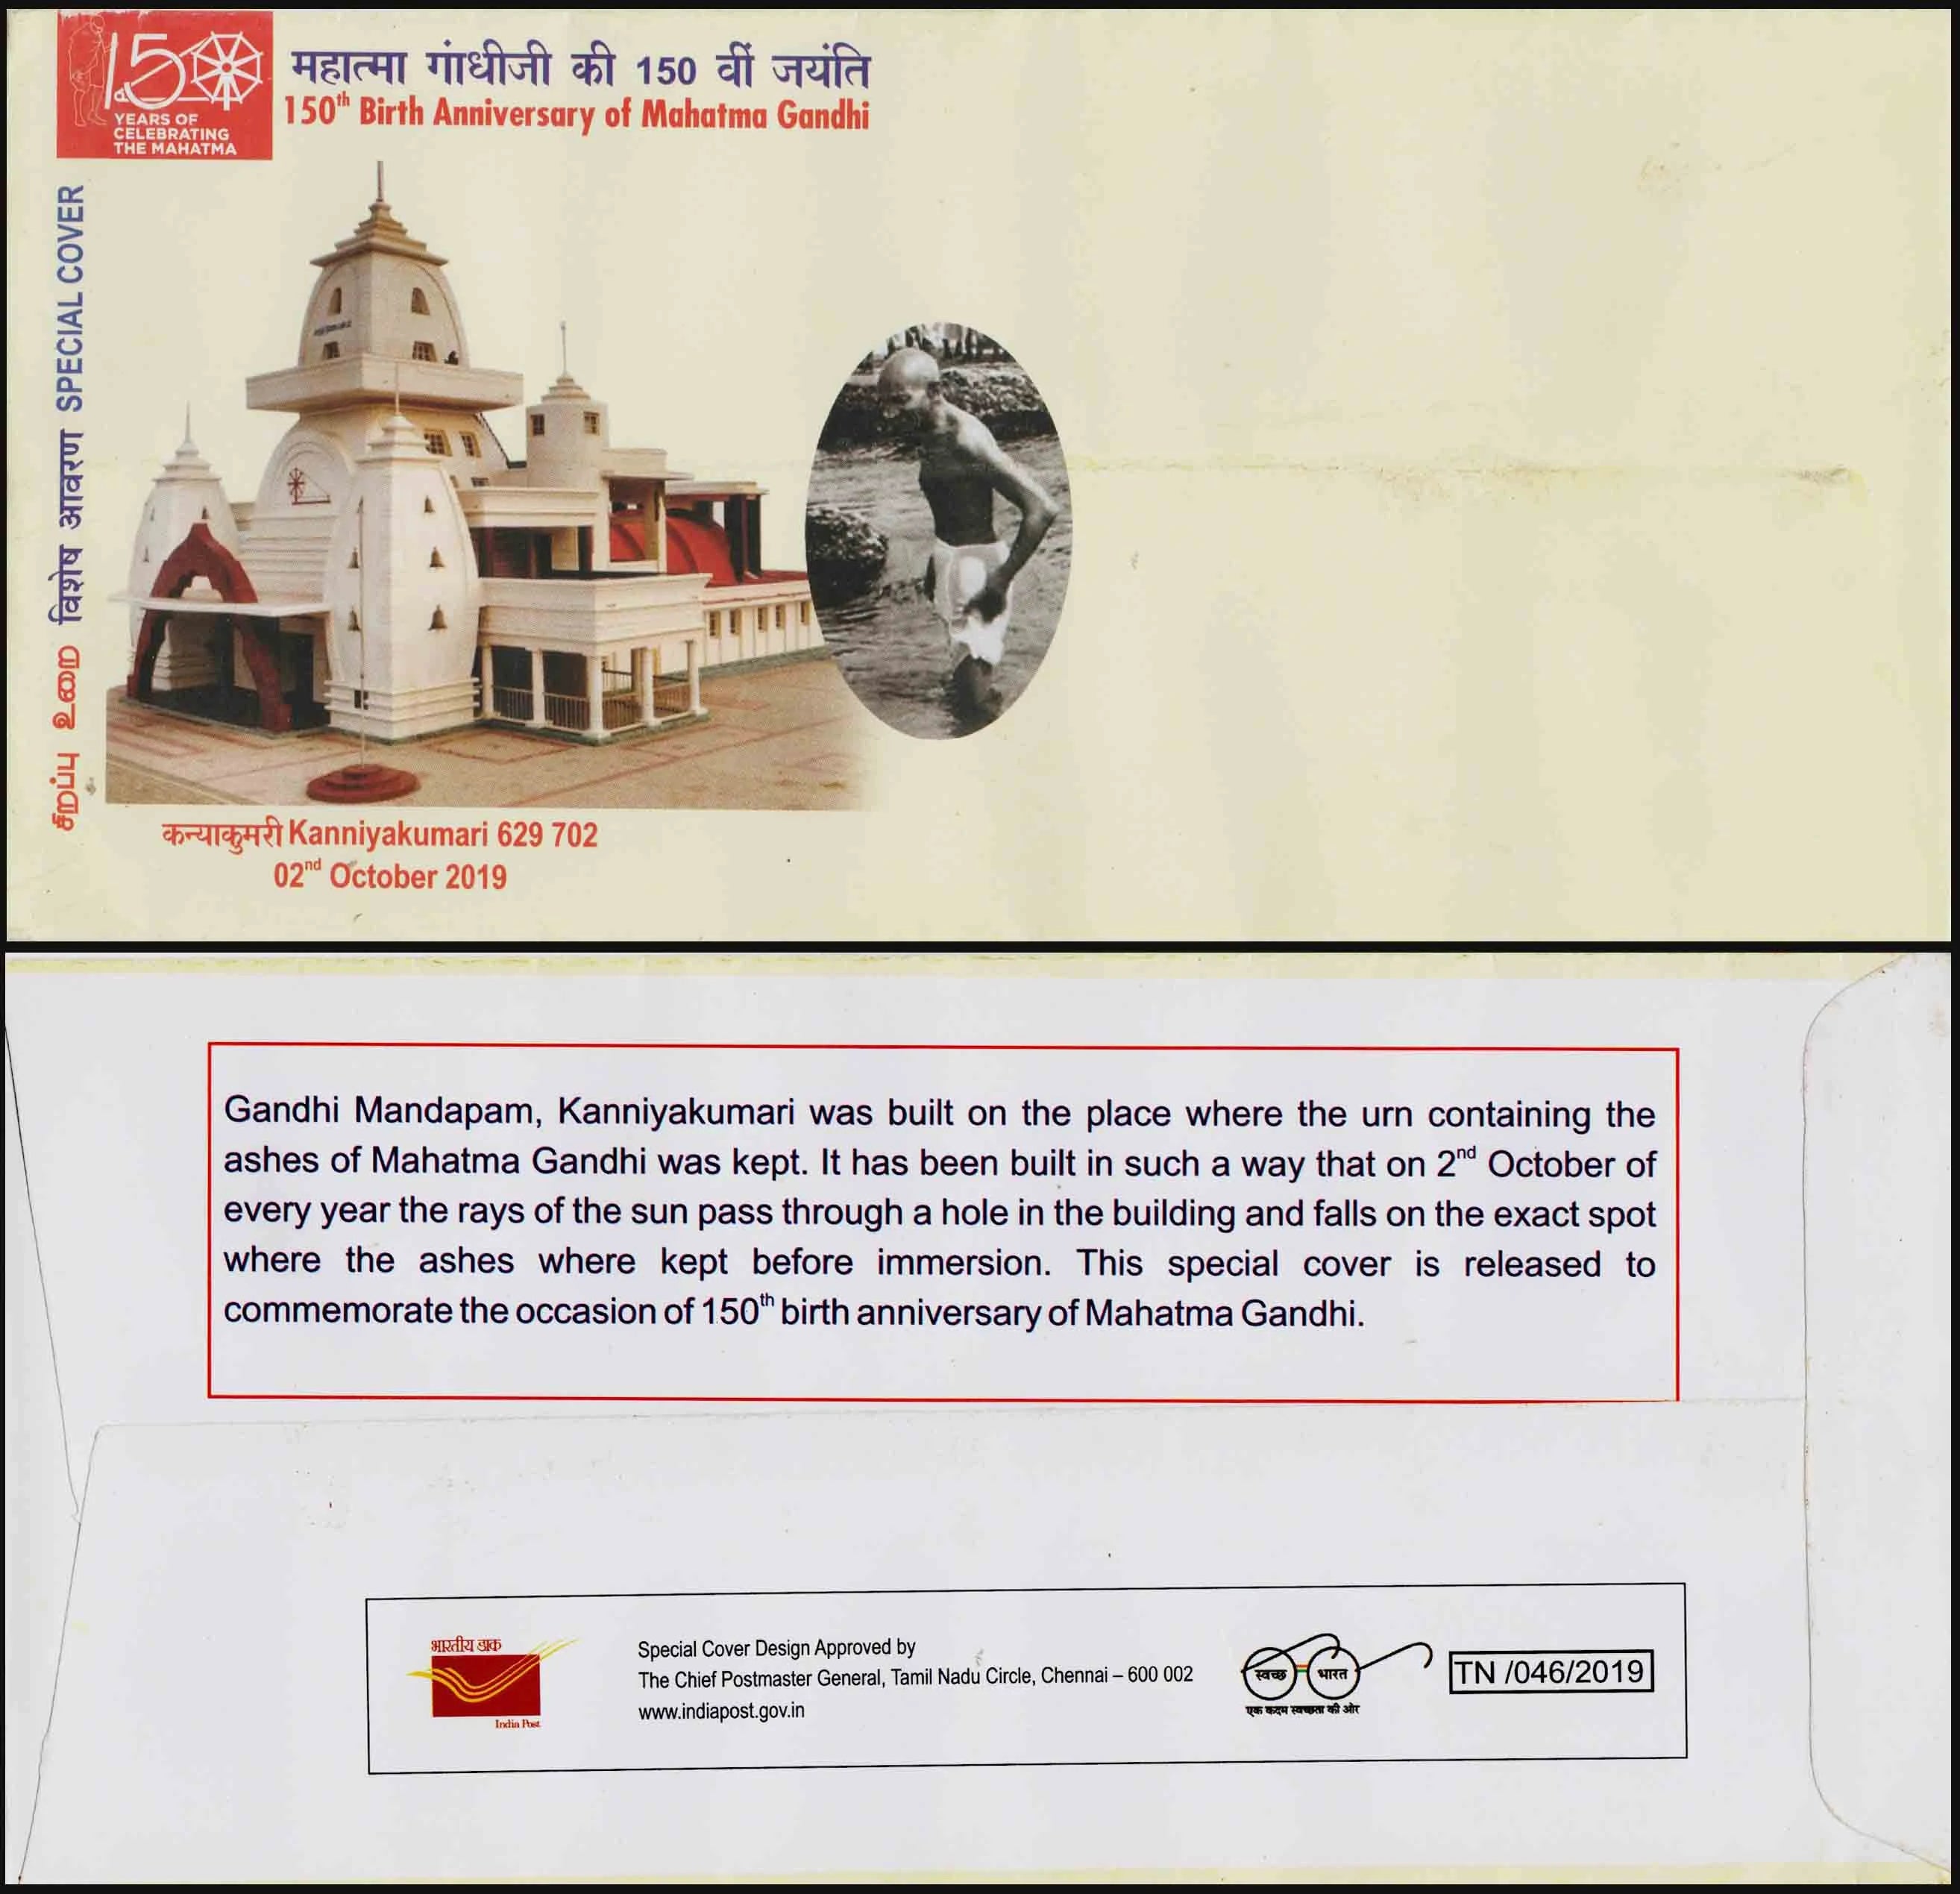 150
YEARS OF
CELEBRATING
THE MAHATMA
महात्मा गांधीजी की 150 वीं जयंति
150th Birth Anniversary of Mahatma Gandhi
சிறப்பு உறை विशेष आवरण SPECIAL COVER
कन्याकुमरी Kanniyakumari 629 702
02nd October 2019
Gandhi Mandapam, Kanniyakumari was built on the place where the urn containing the
ashes of Mahatma Gandhi was kept. It has been built in such a way that on 2nd October of
every year the rays of the sun pass through a hole in the building and falls on the exact spot
where the ashes where kept before immersion. This special cover is released to
commemorate the occasion of 150th birth anniversary of Mahatma Gandhi.
भारतीय डाक
India Post
Special Cover Design Approved by
The Chief Postmaster General, Tamil Nadu Circle, Chennai – 600 002
www.indiapost.gov.in
स्वच्छ भारत
एक कदम स्वच्छता की ओर
TN /046/2019